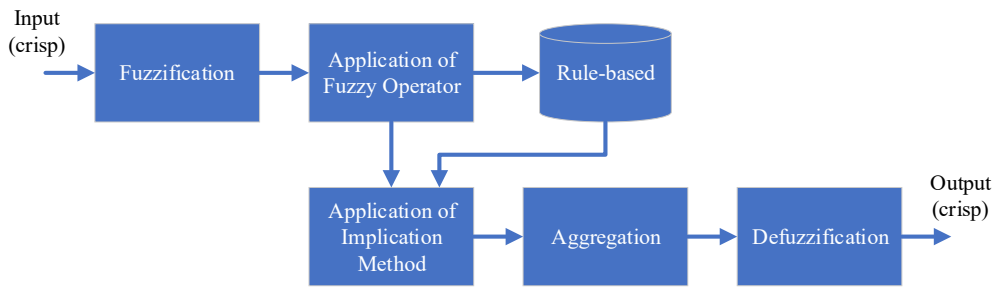 Input
(crisp)
Fuzzification
Application of
Fuzzy Operator
Rule-based
Application of
Implication
Method
Aggregation
Defuzzification
Output
(crisp)